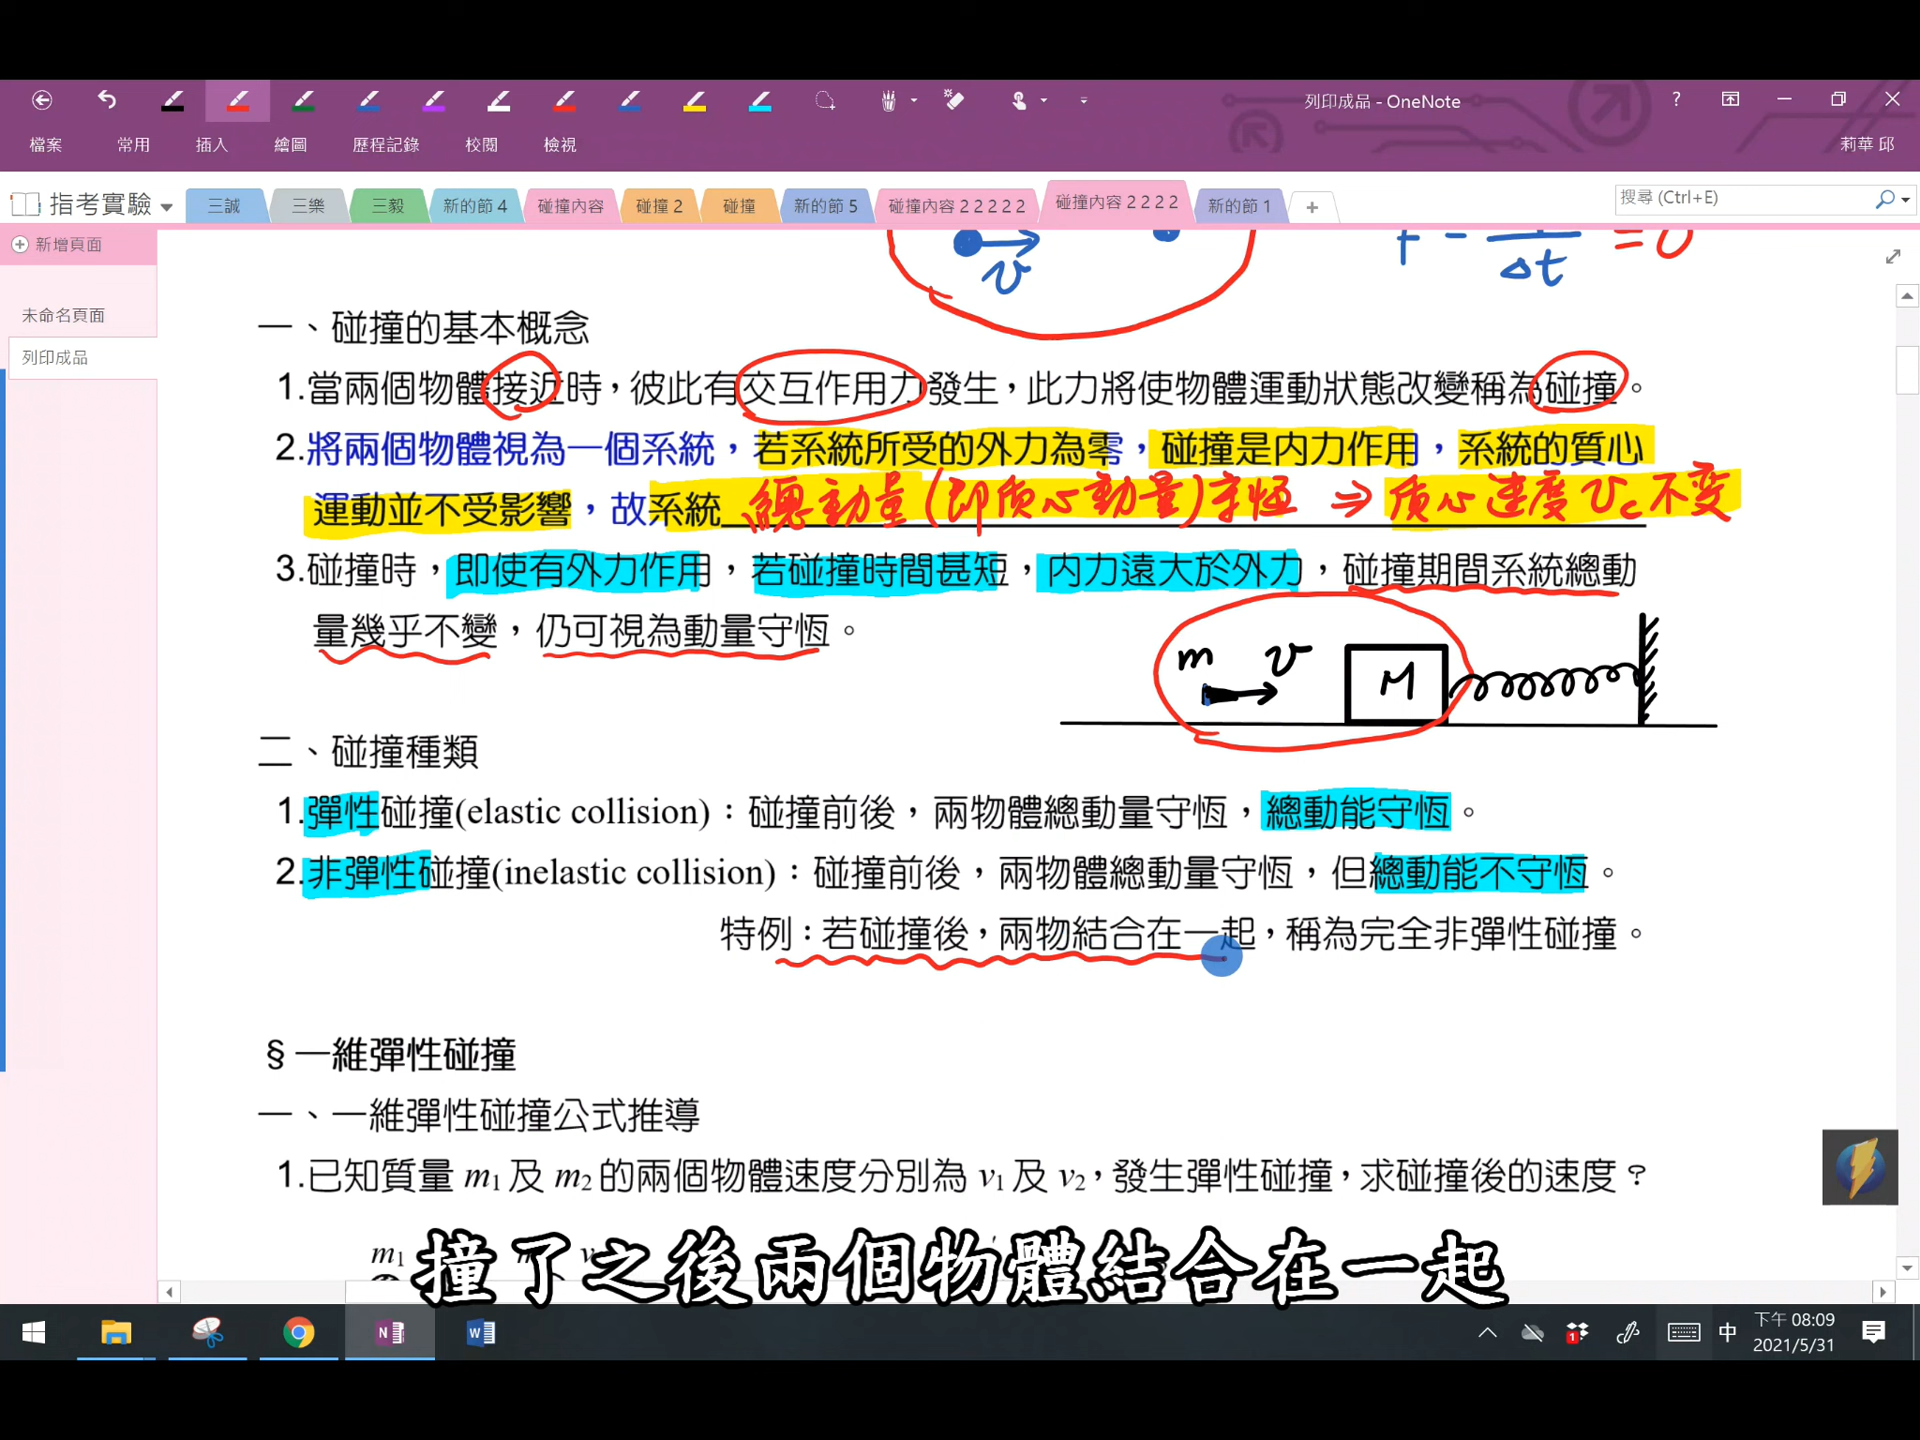 列印成品 - OneNote
檔案 常用 插入 繪圖 歷程記錄 校閱 檢視
莉華 邱
指考實驗 三誠 三樂 三毅 新的節 4 碰撞內容 碰撞 2 碰撞 新的節 5 碰撞內容 2 2 2 2 2 碰撞內容 2 2 2 2 新的節 1
搜尋 (Ctrl+E)
新增頁面
未命名頁面
列印成品
v
Δt
= 0
一、碰撞的基本概念
1.當兩個物體接近時，彼此有交互作用力發生，此力將使物體運動狀態改變稱為碰撞。
2.將兩個物體視為一個系統，若系統所受的外力為零，碰撞是內力作用，系統的質心
運動並不受影響，故系統 總動量(即质心動量)守恆 ⇒ 质心速度 vc 不变
3.碰撞時，即使有外力作用，若碰撞時間甚短，內力遠大於外力，碰撞期間系統總動
量幾乎不變，仍可視為動量守恆。
m v M
二、碰撞種類
1.彈性碰撞(elastic collision)：碰撞前後，兩物體總動量守恆，總動能守恆。
2.非彈性碰撞(inelastic collision)：碰撞前後，兩物體總動量守恆，但總動能不守恆。
特例：若碰撞後，兩物結合在一起，稱為完全非彈性碰撞。
§一維彈性碰撞
一、一維彈性碰撞公式推導
1.已知質量 m1 及 m2 的兩個物體速度分別為 v1 及 v2，發生彈性碰撞，求碰撞後的速度？
m1
撞了之後兩個物體結合在一起
中
下午 08:09
2021/5/31